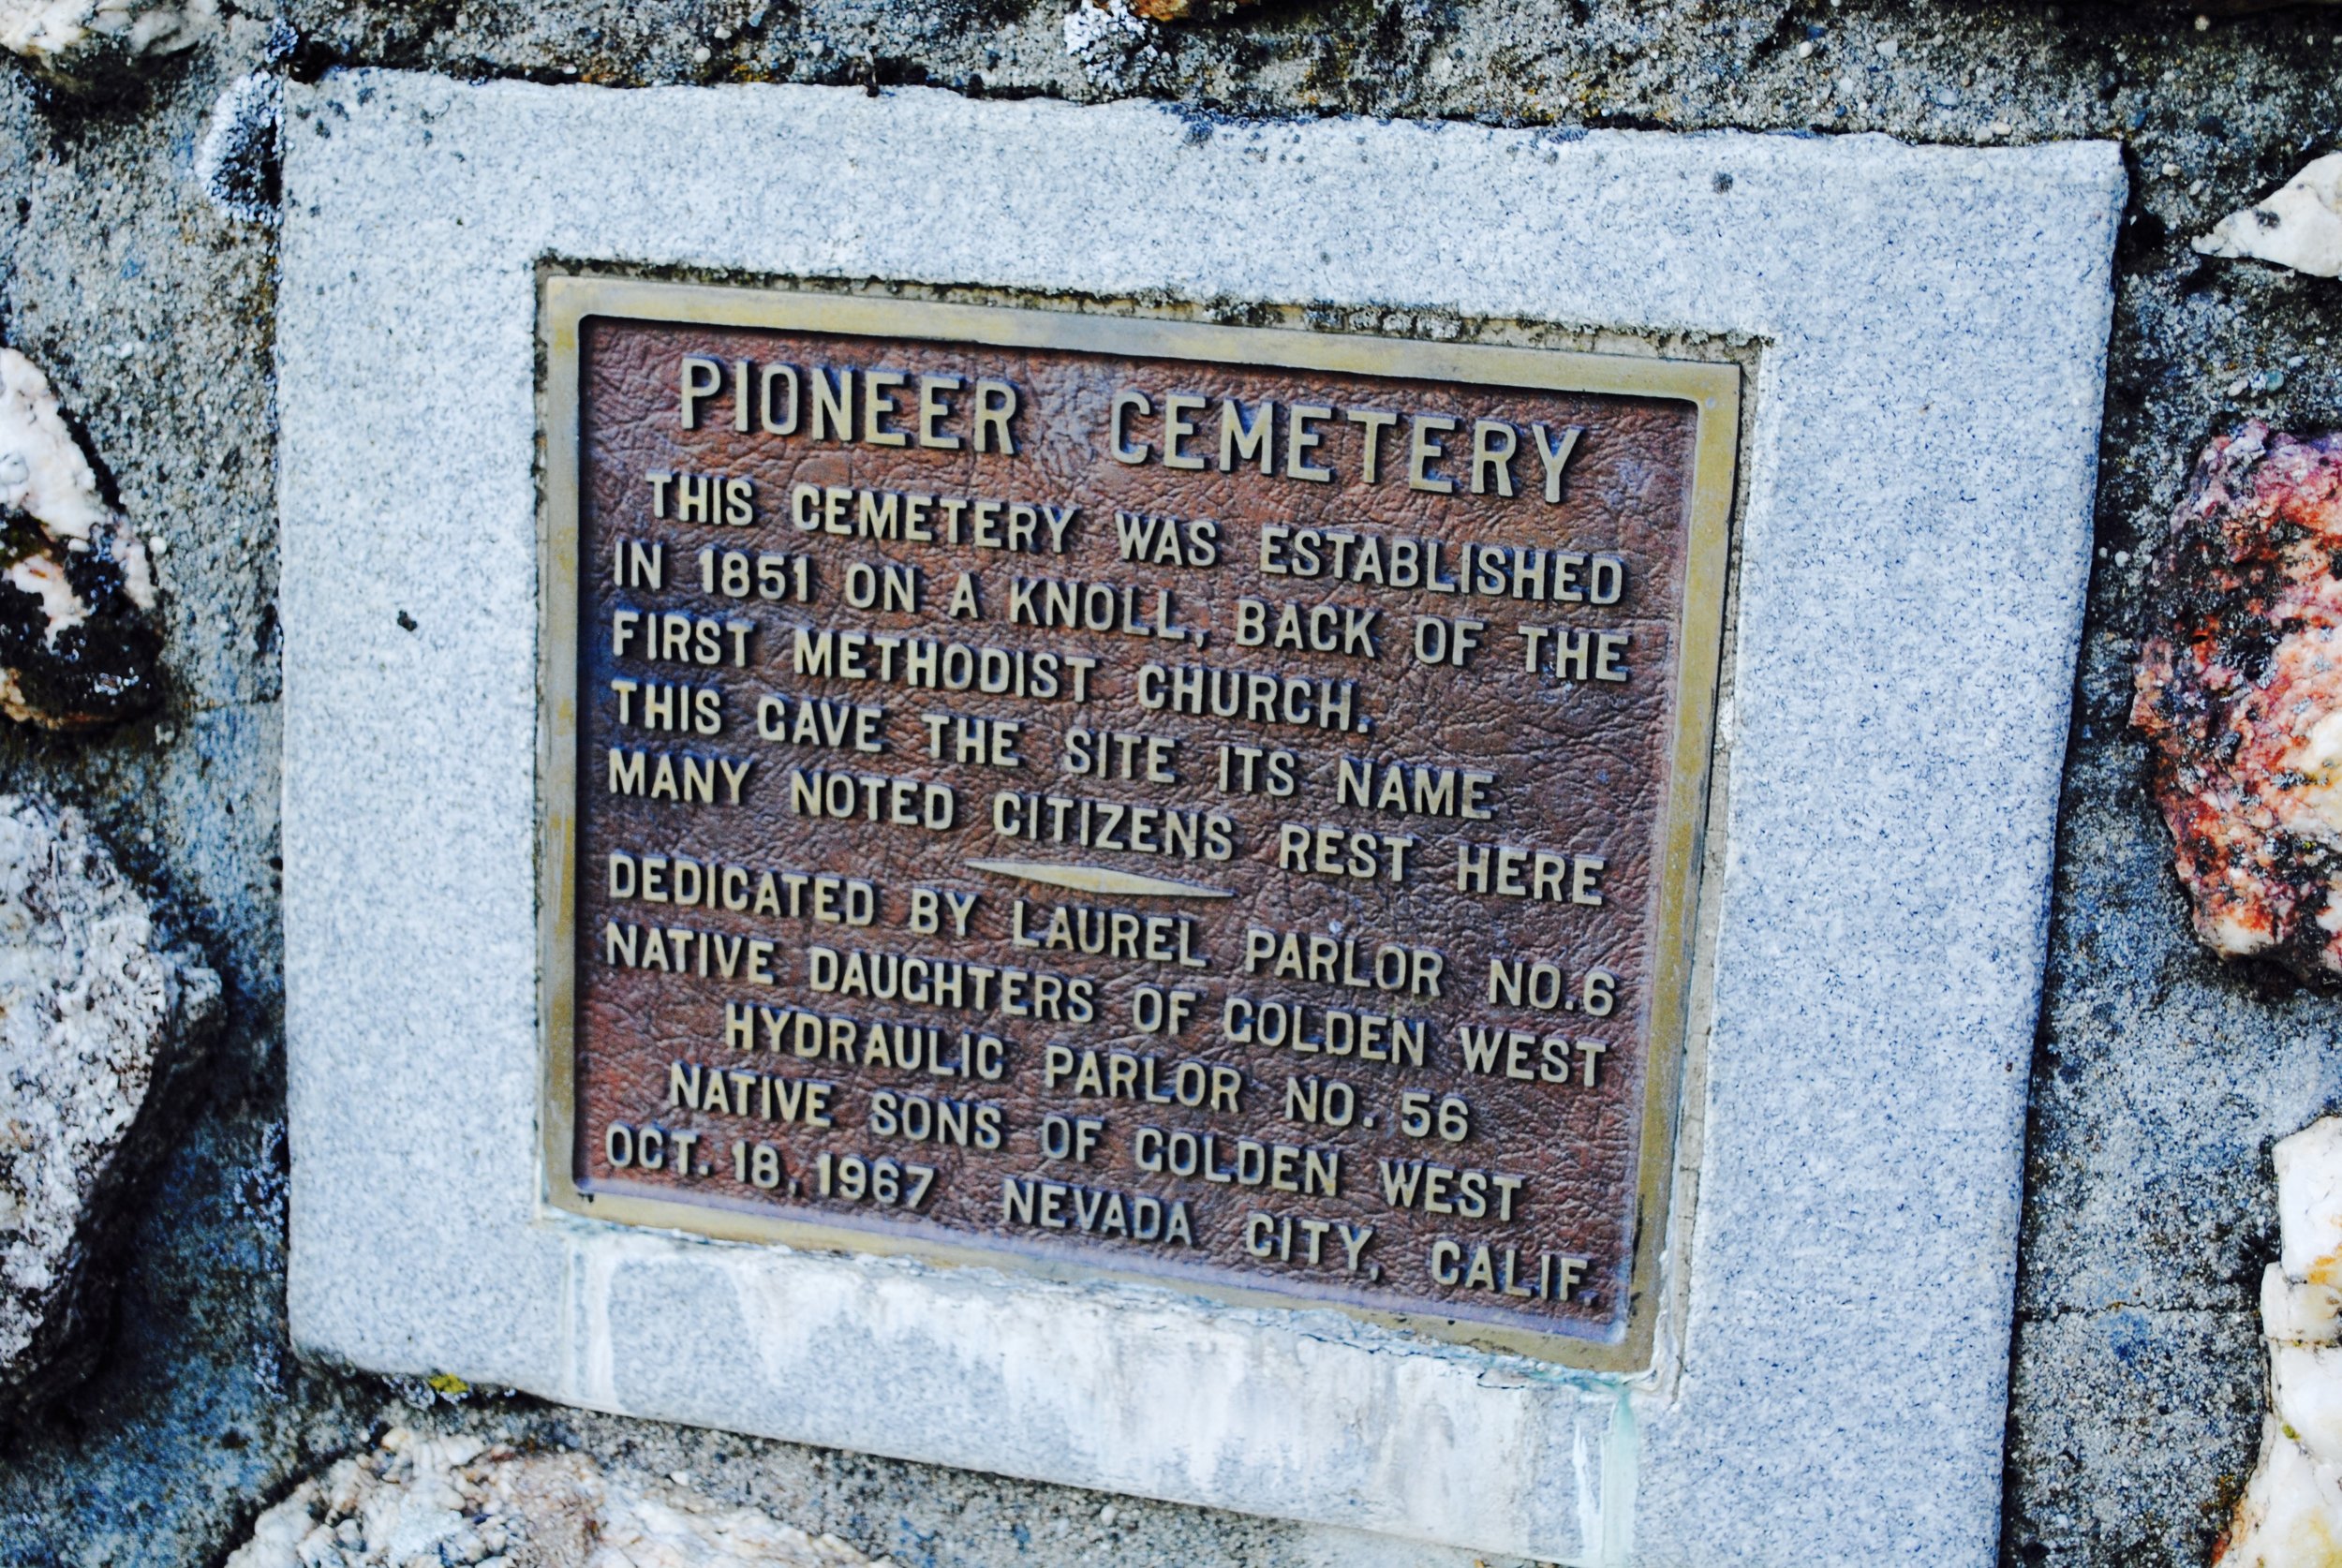 PIONEER CEMETERY
THIS CEMETERY WAS ESTABLISHED
IN 1851 ON A KNOLL, BACK OF THE
FIRST METHODIST CHURCH.
THIS GAVE THE SITE ITS NAME
MANY NOTED CITIZENS REST HERE
DEDICATED BY LAUREL PARLOR NO.6
NATIVE DAUGHTERS OF GOLDEN WEST
HYDRAULIC PARLOR NO. 56
NATIVE SONS OF GOLDEN WEST
OCT. 18, 1967 NEVADA CITY, CALIF.